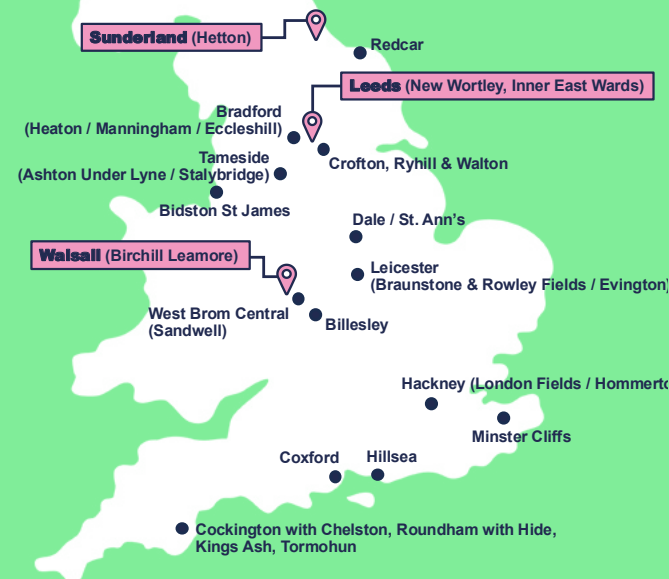 Sunderland (Hetton)
Redcar
Leeds (New Wortley, Inner East Wards)
Bradford
(Heaton / Manningham / Eccleshill)
Crofton, Ryhill & Walton
Tameside
(Ashton Under Lyne / Stalybridge)
Bidston St James
Dale / St. Ann's
Walsall (Birchill Leamore)
Leicester
(Braunstone & Rowley Fields / Evington)
West Brom Central
(Sandwell)
Billesley
Hackney (London Fields / Hommerto
Minster Cliffs
Coxford
Hillsea
Cockington with Chelston, Roundham with Hide,
Kings Ash, Tormohun